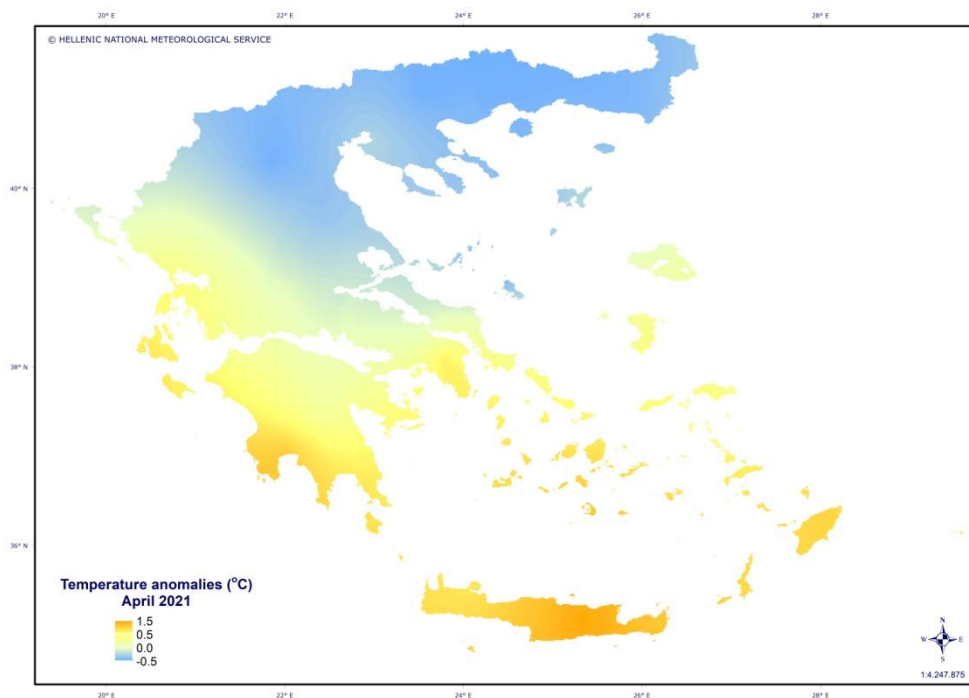 20° E 22° E 24° E 26° E 28° E
© HELLENIC NATIONAL METEOROLOGICAL SERVICE
40° N
38° N
36° N
Temperature anomalies (°C)
April 2021
1.5
0.5
0.0
-0.5
N
W E
S
1:4.247.875
20° E 22° E 24° E 26° E 28° E